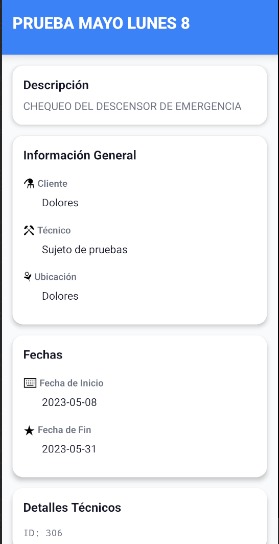 PRUEBA MAYO LUNES 8
Descripción
CHEQUEO DEL DESCENSOR DE EMERGENCIA
Información General
Cliente
Dolores
Técnico
Sujeto de pruebas
Ubicación
Dolores
Fechas
Fecha de Inicio
2023-05-08
Fecha de Fin
2023-05-31
Detalles Técnicos
ID: 306